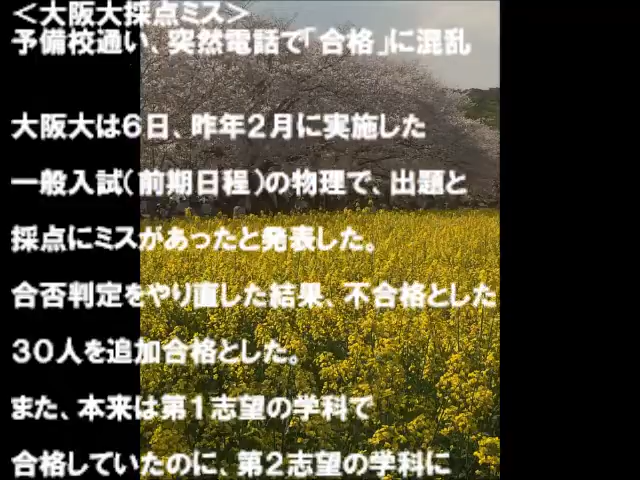 ＜大阪大採点ミス＞
予備校通い、突然電話で「合格」に混乱
大阪大は６日、昨年２月に実施した
一般入試（前期日程）の物理で、出題と
採点にミスがあったと発表した。
合否判定をやり直した結果、不合格とした
３０人を追加合格とした。
また、本来は第１志望の学科で
合格していたのに、第２志望の学科に